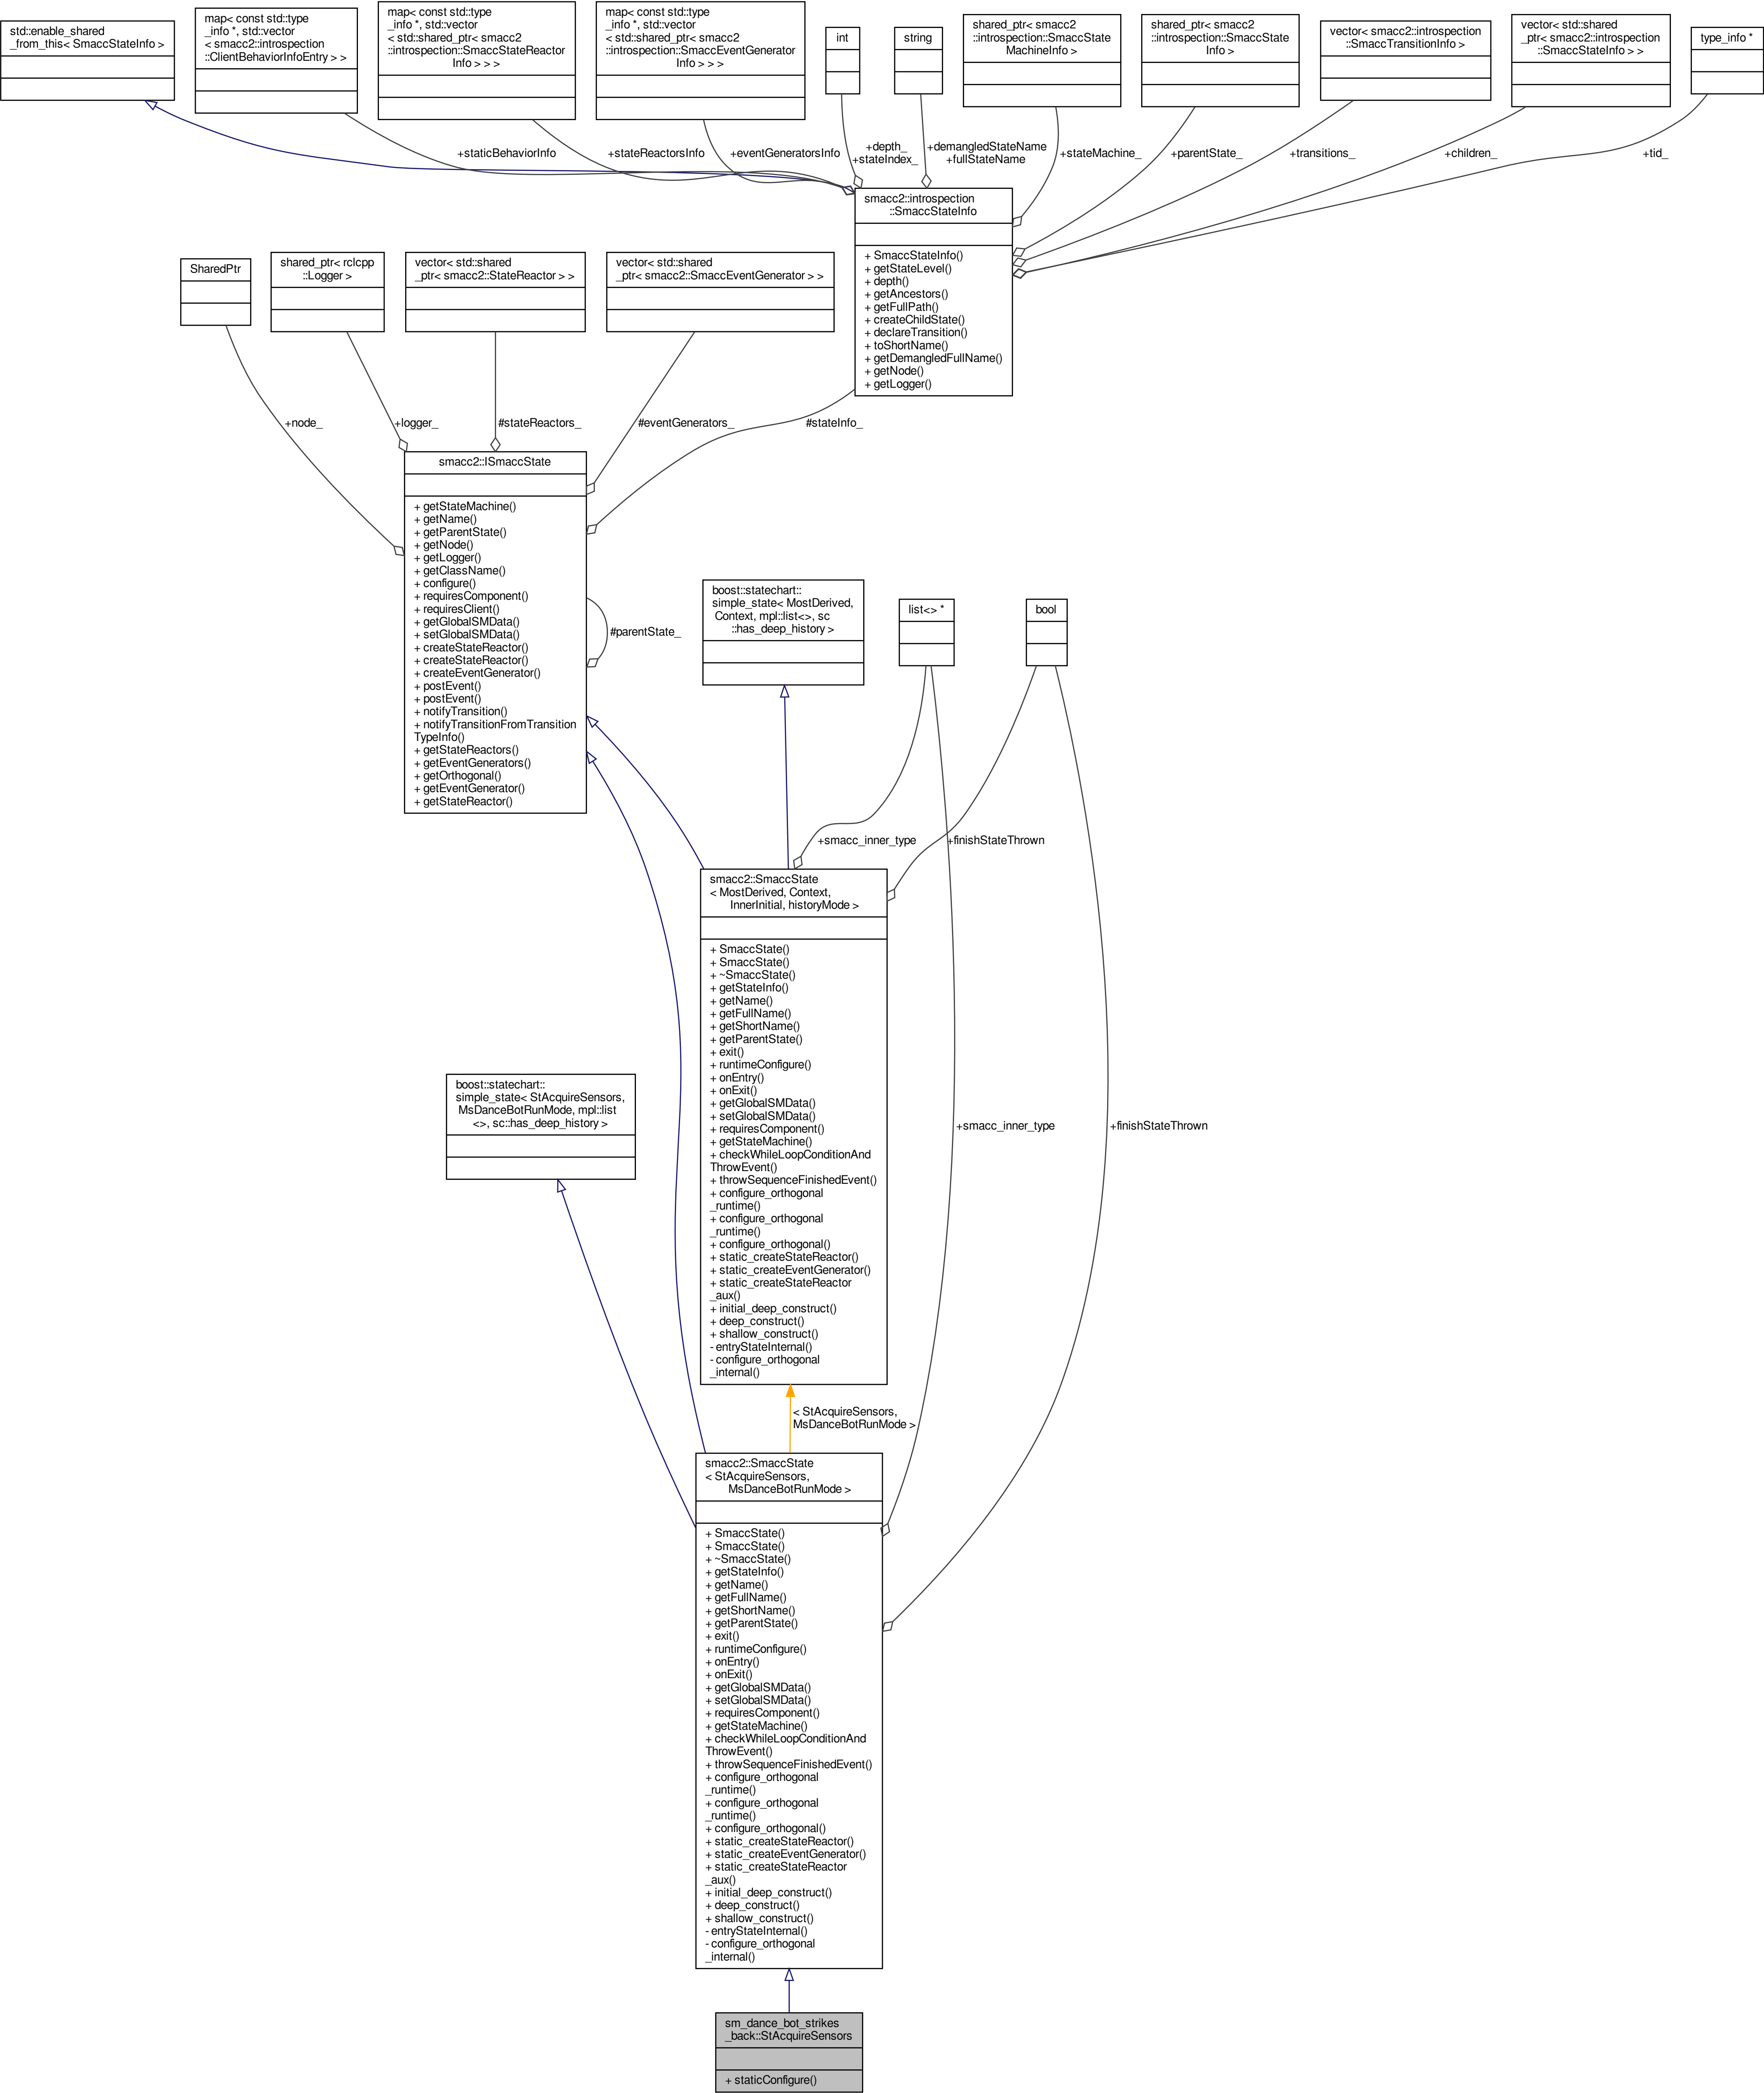 std::enable_shared
_from_this< SmaccStateInfo >
map< const std::type
_info *, std::vector
< smacc2::introspection
::ClientBehaviorInfoEntry > >
map< const std::type
_info *, std::vector
< std::shared_ptr< smacc2
::introspection::SmaccStateReactor
Info > > >
map< const std::type
_info *, std::vector
< std::shared_ptr< smacc2
::introspection::SmaccEventGenerator
Info > > >
int
string
shared_ptr< smacc2
::introspection::SmaccState
MachineInfo >
shared_ptr< smacc2
::introspection::SmaccState
Info >
vector< smacc2::introspection
::SmaccTransitionInfo >
vector< std::shared
_ptr< smacc2::introspection
::SmaccStateInfo > >
type_info *
+staticBehaviorInfo
+stateReactorsInfo
+eventGeneratorsInfo
+depth_
+stateIndex_
+demangledStateName
+fullStateName
+stateMachine_
+parentState_
+transitions_
+children_
+tid_
smacc2::introspection
::SmaccStateInfo
+ SmaccStateInfo()
+ getStateLevel()
+ depth()
+ getAncestors()
+ getFullPath()
+ createChildState()
+ declareTransition()
+ toShortName()
+ getDemangledFullName()
+ getNode()
+ getLogger()
SharedPtr
shared_ptr< rclcpp
::Logger >
vector< std::shared
_ptr< smacc2::StateReactor > >
vector< std::shared
_ptr< smacc2::SmaccEventGenerator > >
+node_
+logger_
#stateReactors_
#eventGenerators_
#stateInfo_
smacc2::ISmaccState
+ getStateMachine()
+ getName()
+ getParentState()
+ getNode()
+ getLogger()
+ getClassName()
+ configure()
+ requiresComponent()
+ requiresClient()
+ getGlobalSMData()
+ setGlobalSMData()
+ createStateReactor()
+ createStateReactor()
+ createEventGenerator()
+ postEvent()
+ postEvent()
+ notifyTransition()
+ notifyTransitionFromTransition
TypeInfo()
+ getStateReactors()
+ getEventGenerators()
+ getOrthogonal()
+ getEventGenerator()
+ getStateReactor()
#parentState_
boost::statechart::
simple_state< MostDerived,
Context, mpl::list<>, sc
::has_deep_history >
list<> *
bool
+smacc_inner_type
+finishStateThrown
smacc2::SmaccState
< MostDerived, Context,
InnerInitial, historyMode >
+ SmaccState()
+ SmaccState()
+ ~SmaccState()
+ getStateInfo()
+ getName()
+ getFullName()
+ getShortName()
+ getParentState()
+ exit()
+ runtimeConfigure()
+ onEntry()
+ onExit()
+ getGlobalSMData()
+ setGlobalSMData()
+ requiresComponent()
+ getStateMachine()
+ checkWhileLoopConditionAnd
ThrowEvent()
+ throwSequenceFinishedEvent()
+ configure_orthogonal
_runtime()
+ configure_orthogonal
_runtime()
+ configure_orthogonal()
+ static_createStateReactor()
+ static_createEventGenerator()
+ static_createStateReactor
_aux()
+ initial_deep_construct()
+ deep_construct()
+ shallow_construct()
- entryStateInternal()
- configure_orthogonal
_internal()
boost::statechart::
simple_state< StAcquireSensors,
MsDanceBotRunMode, mpl::list
<>, sc::has_deep_history >
+smacc_inner_type
+finishStateThrown
< StAcquireSensors,
MsDanceBotRunMode >
smacc2::SmaccState
< StAcquireSensors,
MsDanceBotRunMode >
+ SmaccState()
+ SmaccState()
+ ~SmaccState()
+ getStateInfo()
+ getName()
+ getFullName()
+ getShortName()
+ getParentState()
+ exit()
+ runtimeConfigure()
+ onEntry()
+ onExit()
+ getGlobalSMData()
+ setGlobalSMData()
+ requiresComponent()
+ getStateMachine()
+ checkWhileLoopConditionAnd
ThrowEvent()
+ throwSequenceFinishedEvent()
+ configure_orthogonal
_runtime()
+ configure_orthogonal
_runtime()
+ configure_orthogonal()
+ static_createStateReactor()
+ static_createEventGenerator()
+ static_createStateReactor
_aux()
+ initial_deep_construct()
+ deep_construct()
+ shallow_construct()
- entryStateInternal()
- configure_orthogonal
_internal()
sm_dance_bot_strikes
_back::StAcquireSensors
+ staticConfigure()